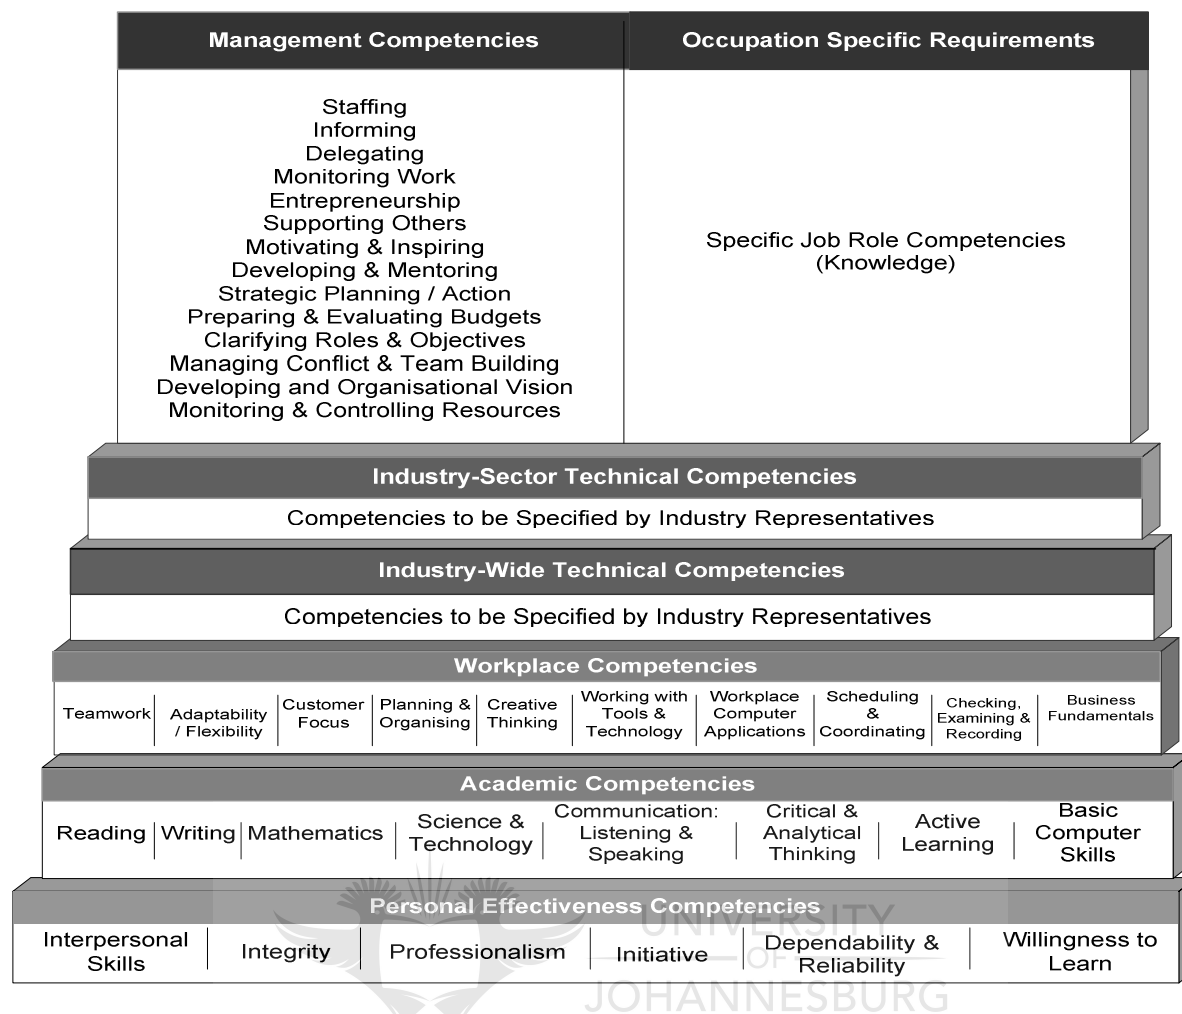 Management Competencies
Occupation Specific Requirements
Staffing
Informing
Delegating
Monitoring Work
Entrepreneurship
Supporting Others
Motivating & Inspiring
Developing & Mentoring
Strategic Planning / Action
Preparing & Evaluating Budgets
Clarifying Roles & Objectives
Managing Conflict & Team Building
Developing and Organisational Vision
Monitoring & Controlling Resources
Specific Job Role Competencies
(Knowledge)
Industry-Sector Technical Competencies
Competencies to be Specified by Industry Representatives
Industry-Wide Technical Competencies
Competencies to be Specified by Industry Representatives
Workplace Competencies
Teamwork
Adaptability
/ Flexibility
Customer
Focus
Planning &
Organising
Creative
Thinking
Working with
Tools &
Technology
Workplace
Computer
Applications
Scheduling
&
Coordinating
Checking,
Examining &
Recording
Business
Fundamentals
Academic Competencies
Reading
Writing
Mathematics
Science &
Technology
Communication:
Listening &
Speaking
Critical &
Analytical
Thinking
Active
Learning
Basic
Computer
Skills
Personal Effectiveness Competencies
Interpersonal
Skills
Integrity
Professionalism
Initiative
Dependability &
Reliability
Willingness to
Learn
UNIVERSITY
OF
JOHANNESBURG